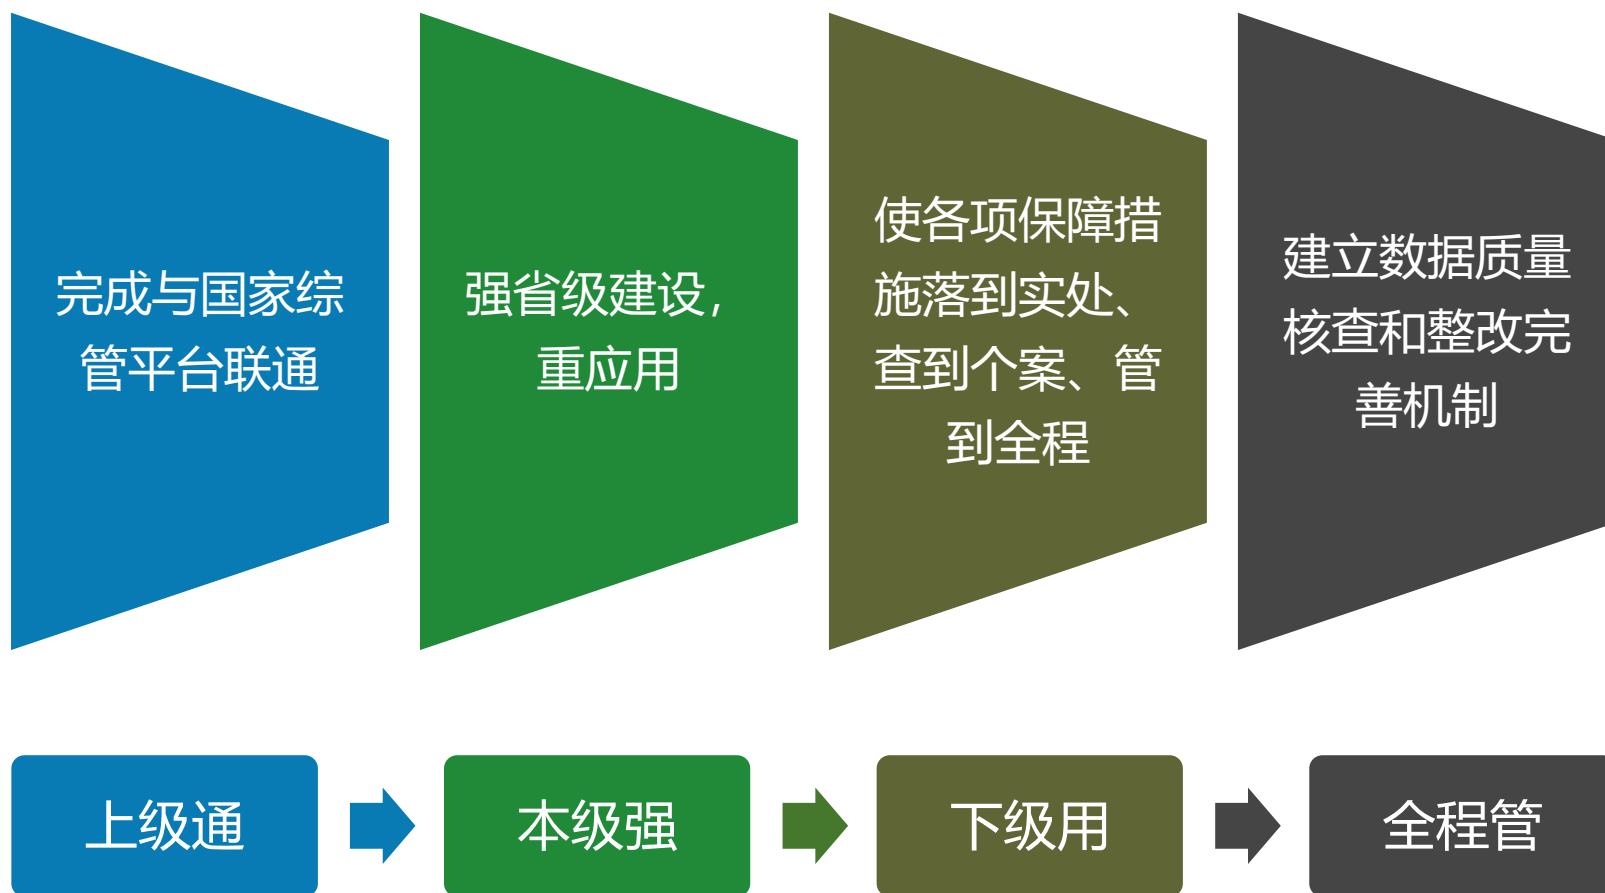 完成与国家综
管平台联通
强省级建设，
重应用
使各项保障措
施落到实处、
查到个案、管
到全程
建立数据质量
核查和整改完
善机制
上级通
本级强
下级用
全程管